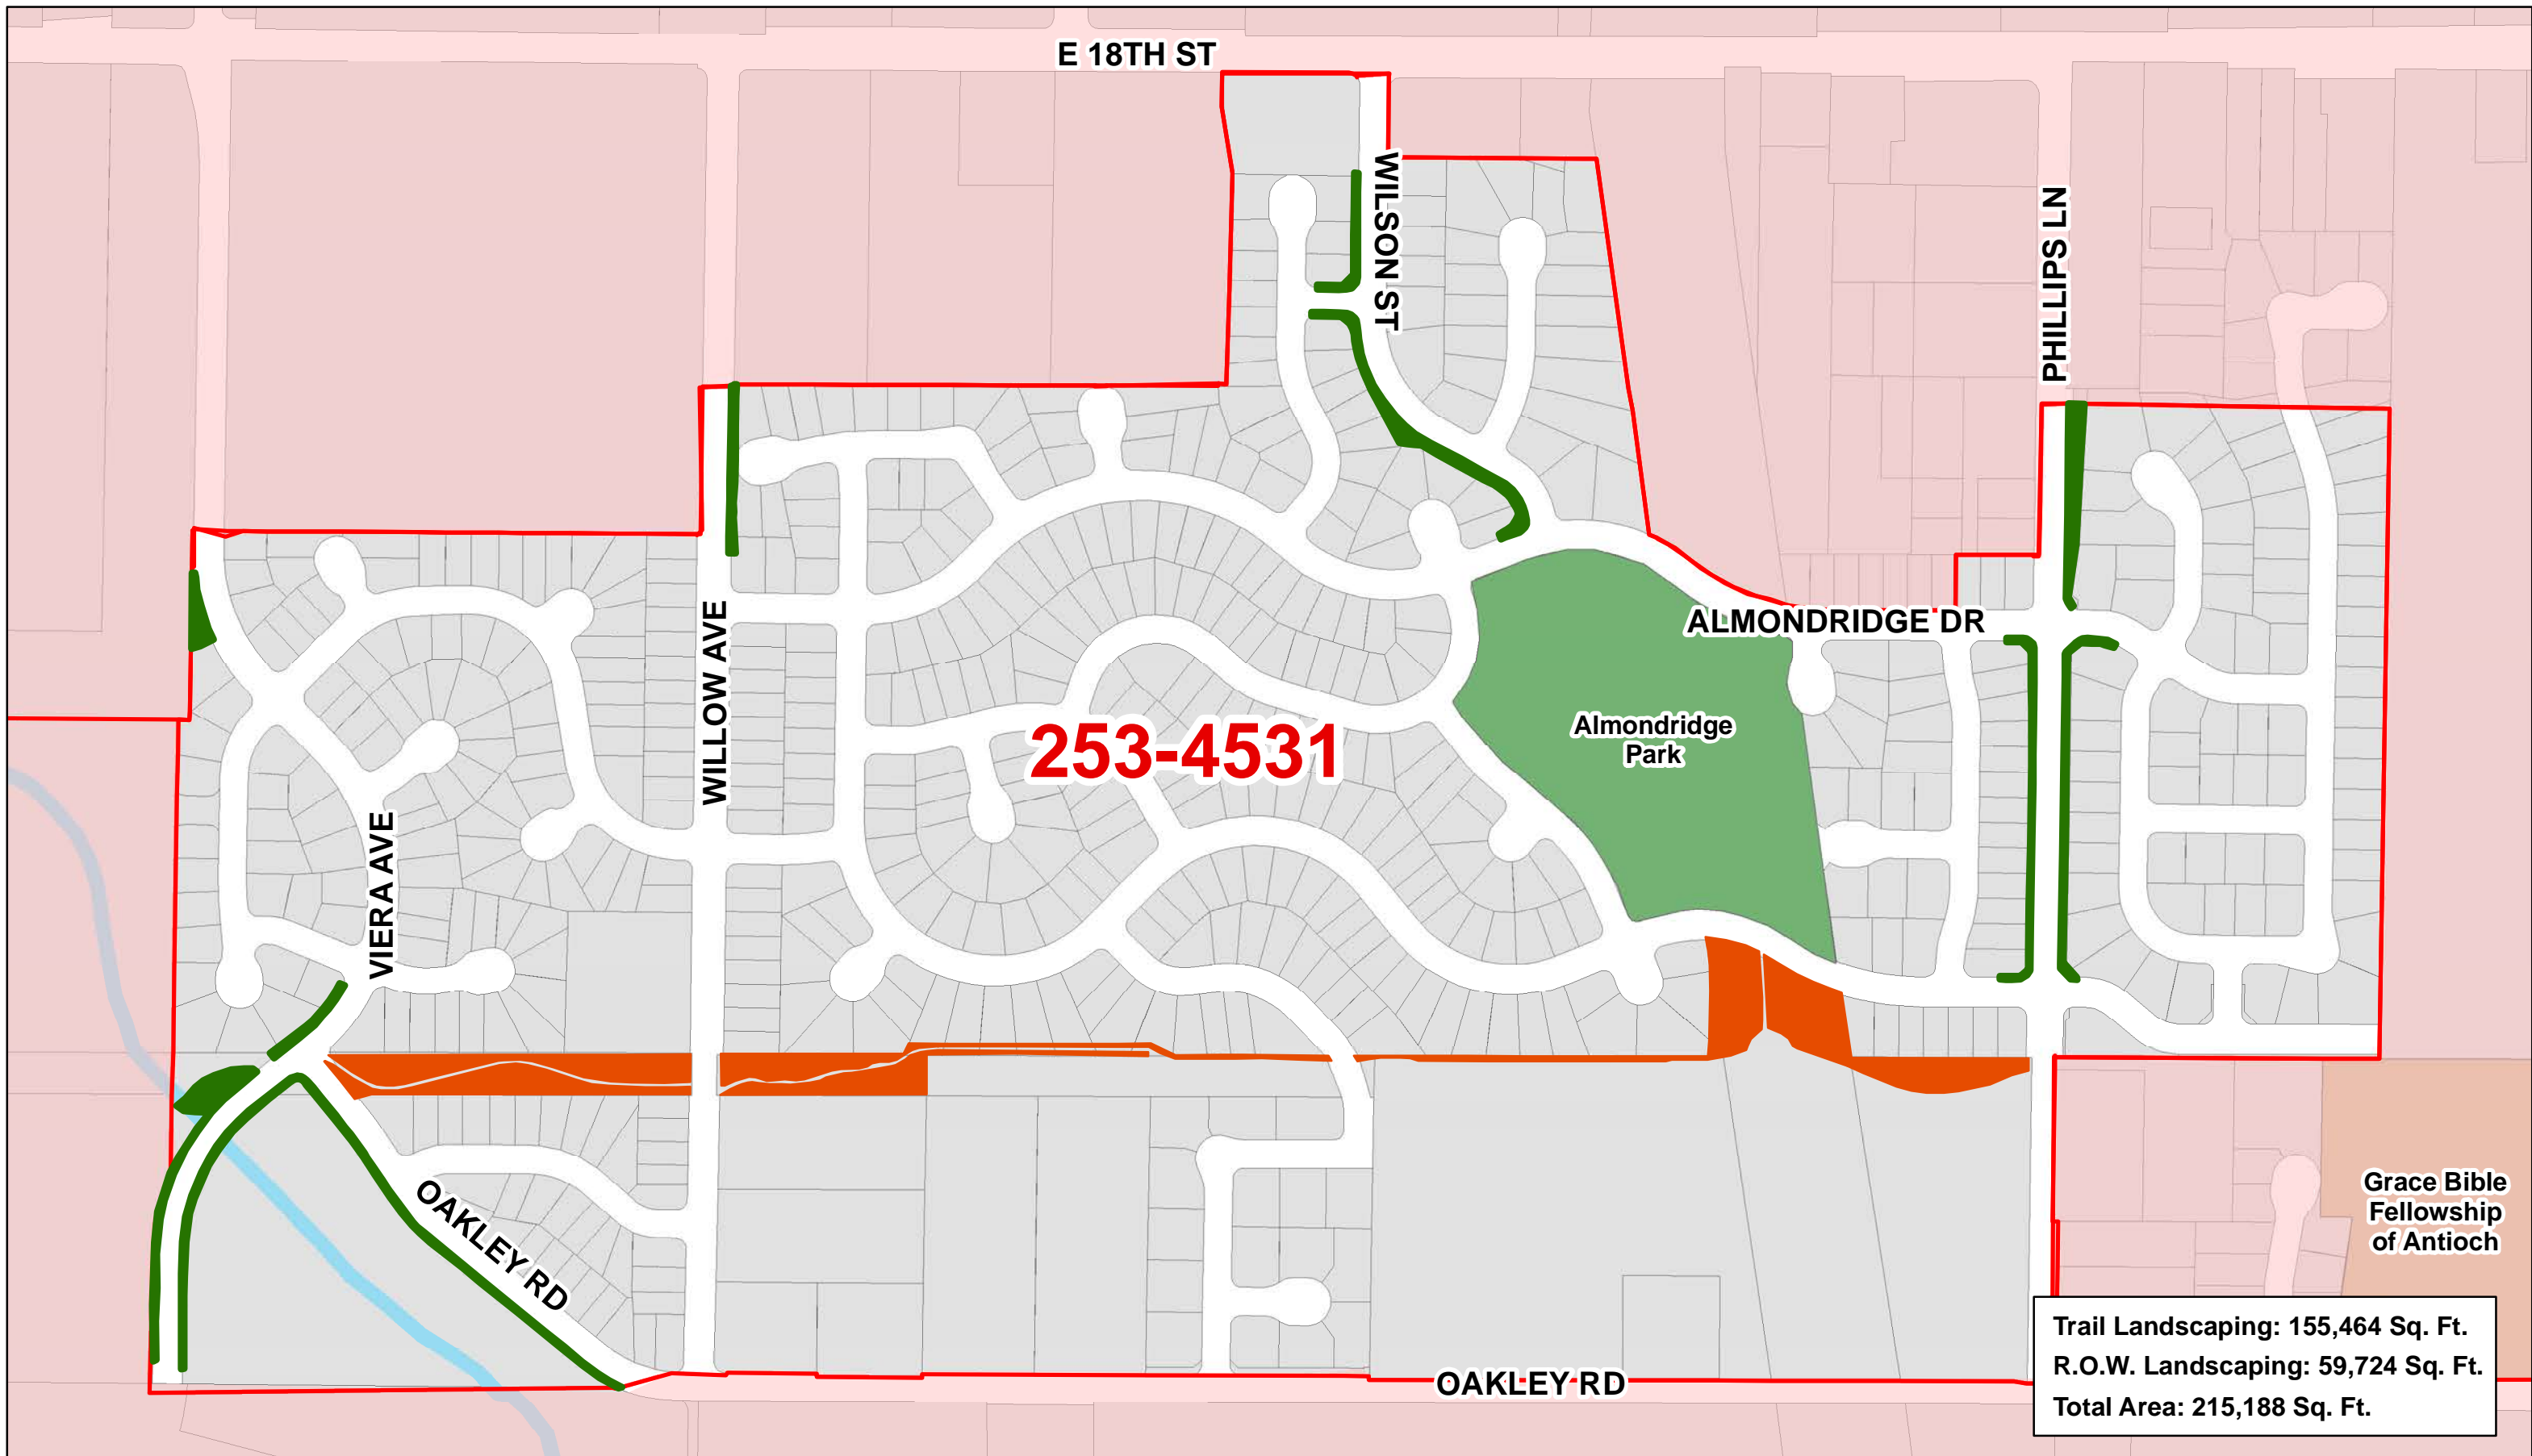 E 18TH ST
WILSON ST
PHILLIPS LN
ALMONDRIDGE DR
WILLOW AVE
253-4531
Almondridge
Park
VIERA AVE
OAKLEY RD
Grace Bible
Fellowship
of Antioch
OAKLEY RD
Trail Landscaping: 155,464 Sq. Ft.
R.O.W. Landscaping: 59,724 Sq. Ft.
Total Area: 215,188 Sq. Ft.